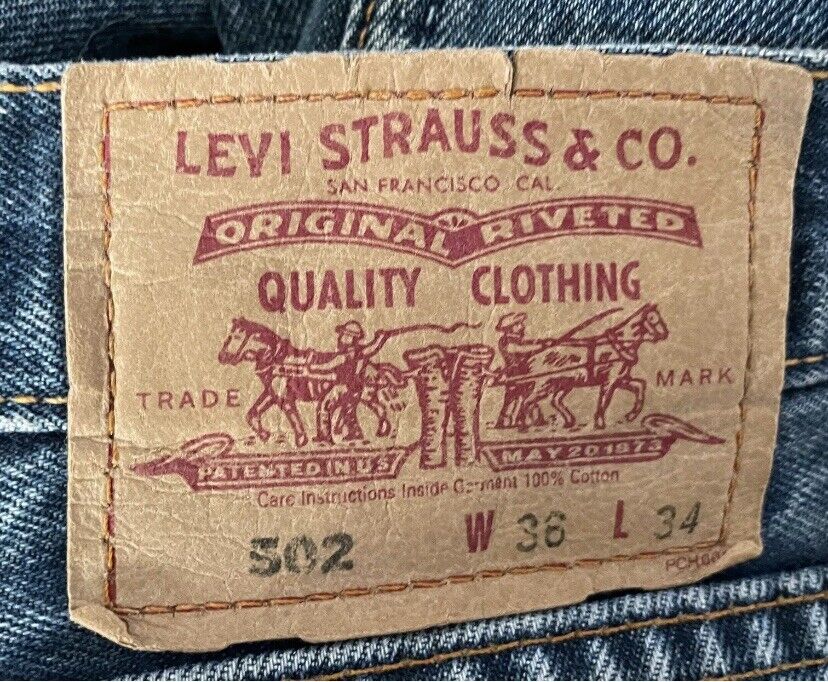 LEVI STRAUSS & CO.
SAN FRANCISCO CAL.
ORIGINAL RIVETED
QUALITY CLOTHING
TRADE MARK
PATENTED IN U.S. MAY 20 1873
Care Instructions Inside Garment 100% Cotton
502 W 36 L 34